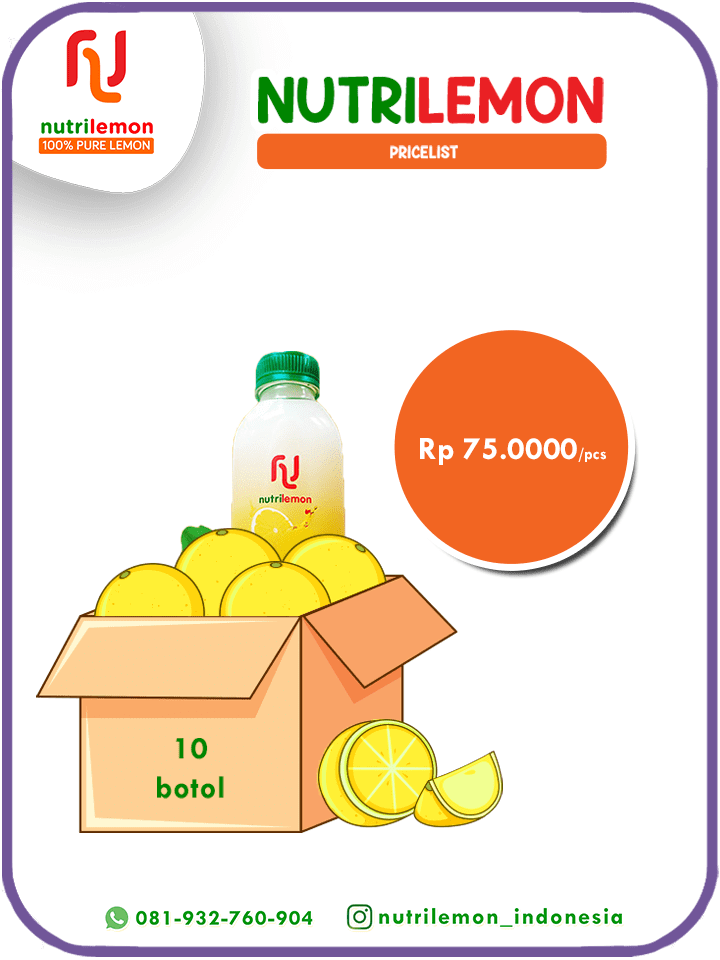 nutrilemon
100% PURE LEMON
NUTRILEMON
PRICELIST
nutrilemon
Rp 75.0000/pcs
10
botol
081-932-760-904
nutrilemon_indonesia